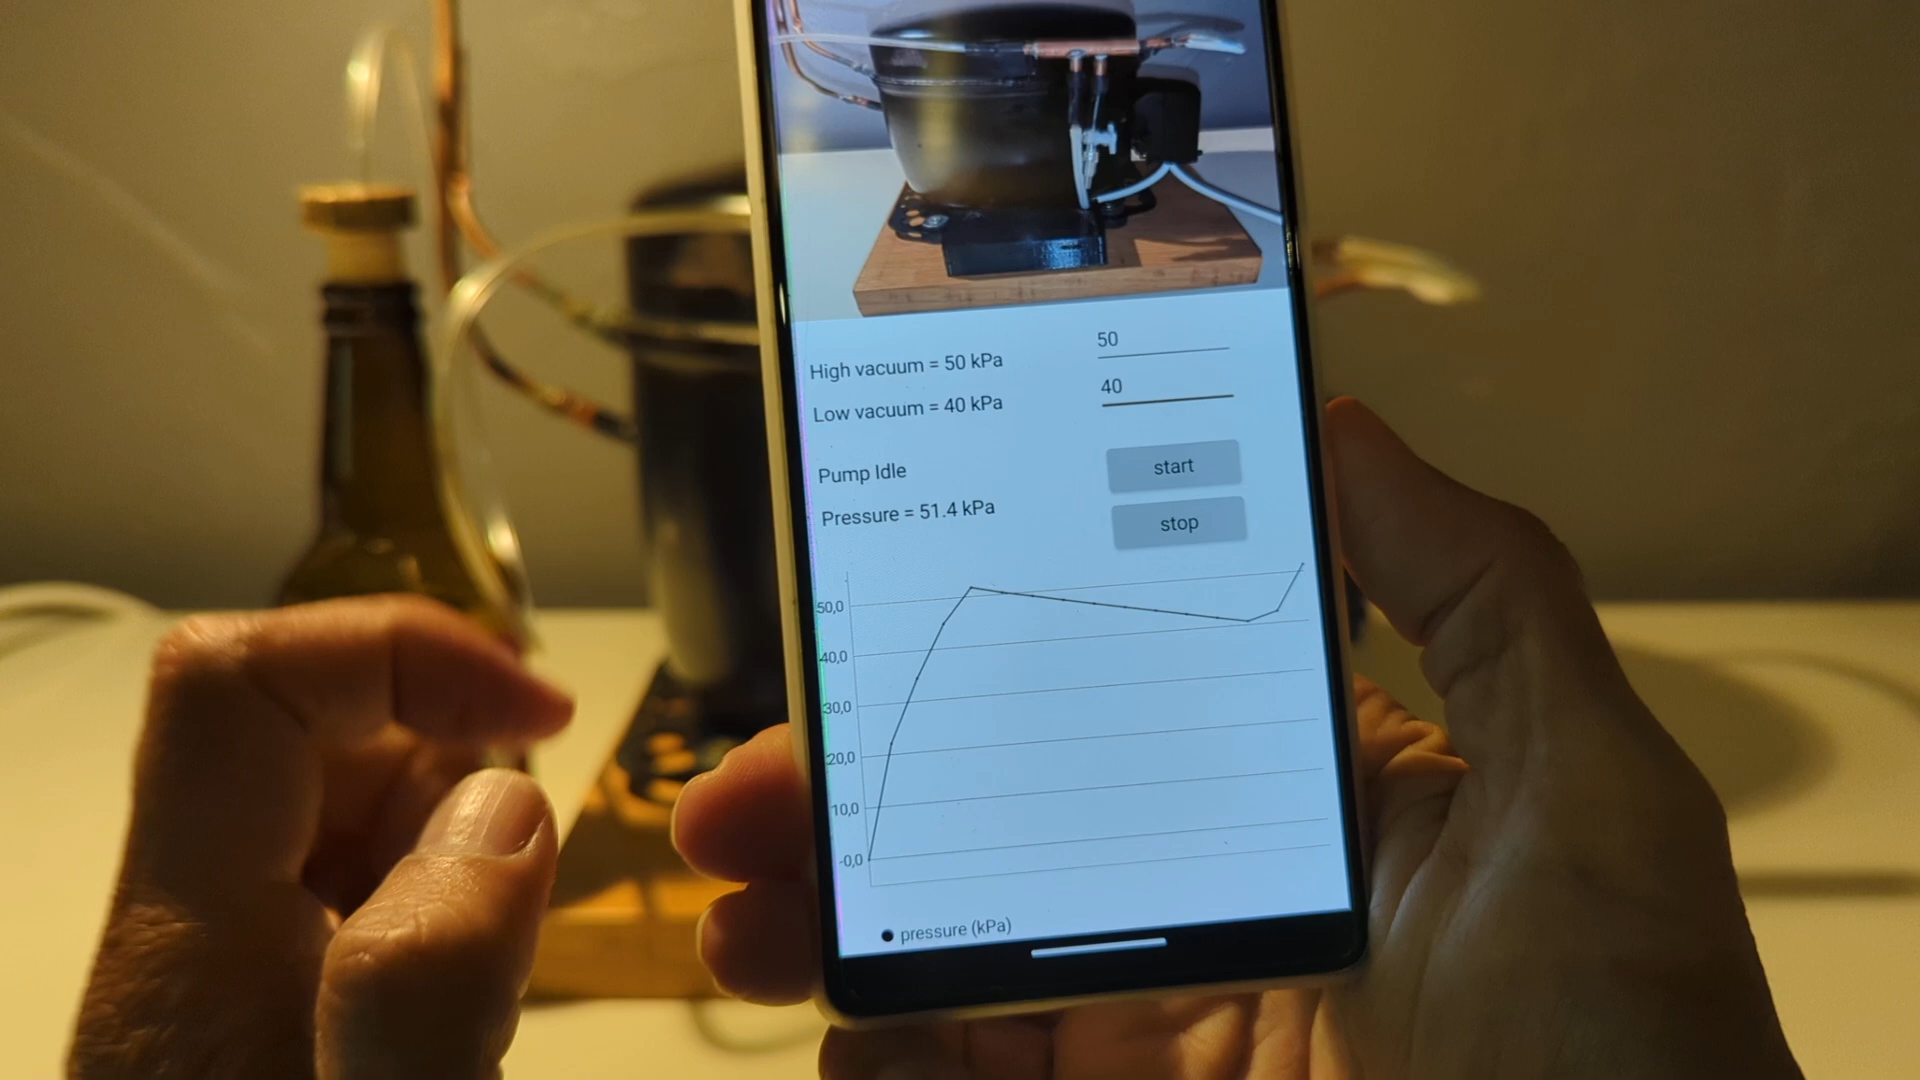 High vacuum = 50 kPa
50
Low vacuum = 40 kPa
40
Pump Idle
start
Pressure = 51.4 kPa
stop
50,0
40,0
30,0
20,0
10,0
-0,0
pressure (kPa)